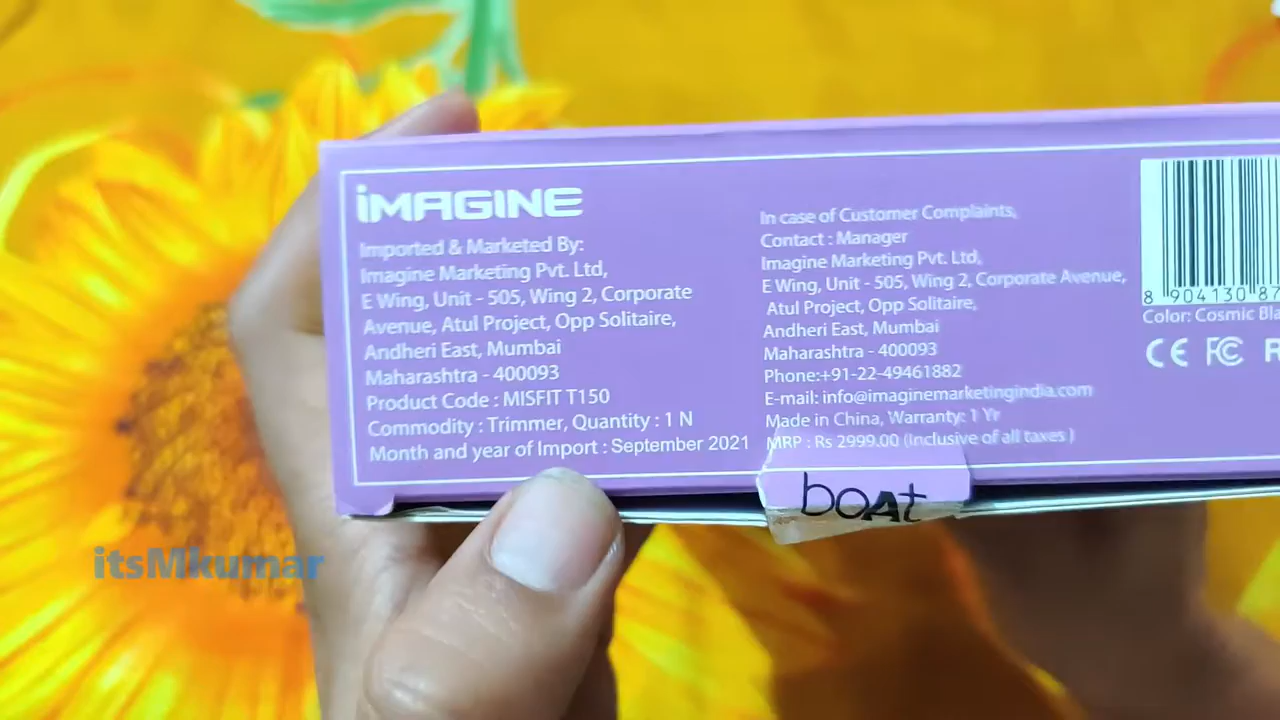 iMAGINE
Imported & Marketed By:
Imagine Marketing Pvt. Ltd,
E Wing, Unit - 505, Wing 2, Corporate
Avenue, Atul Project, Opp Solitaire,
Andheri East, Mumbai
Maharashtra - 400093
Product Code : MISFIT T150
Commodity : Trimmer, Quantity : 1 N
Month and year of Import : September 2021
In case of Customer Complaints,
Contact : Manager
Imagine Marketing Pvt. Ltd,
E Wing, Unit - 505, Wing 2, Corporate Avenue,
Atul Project, Opp Solitaire,
Andheri East, Mumbai
Maharashtra - 400093
Phone:+91-22-49461882
E-mail: info@imaginemarketingindia.com
Made in China, Warranty: 1 Yr
MRP : Rs 2999.00 (Inclusive of all taxes )
boAt
8 904130 87
Color: Cosmic
CE FC
itsMkumar